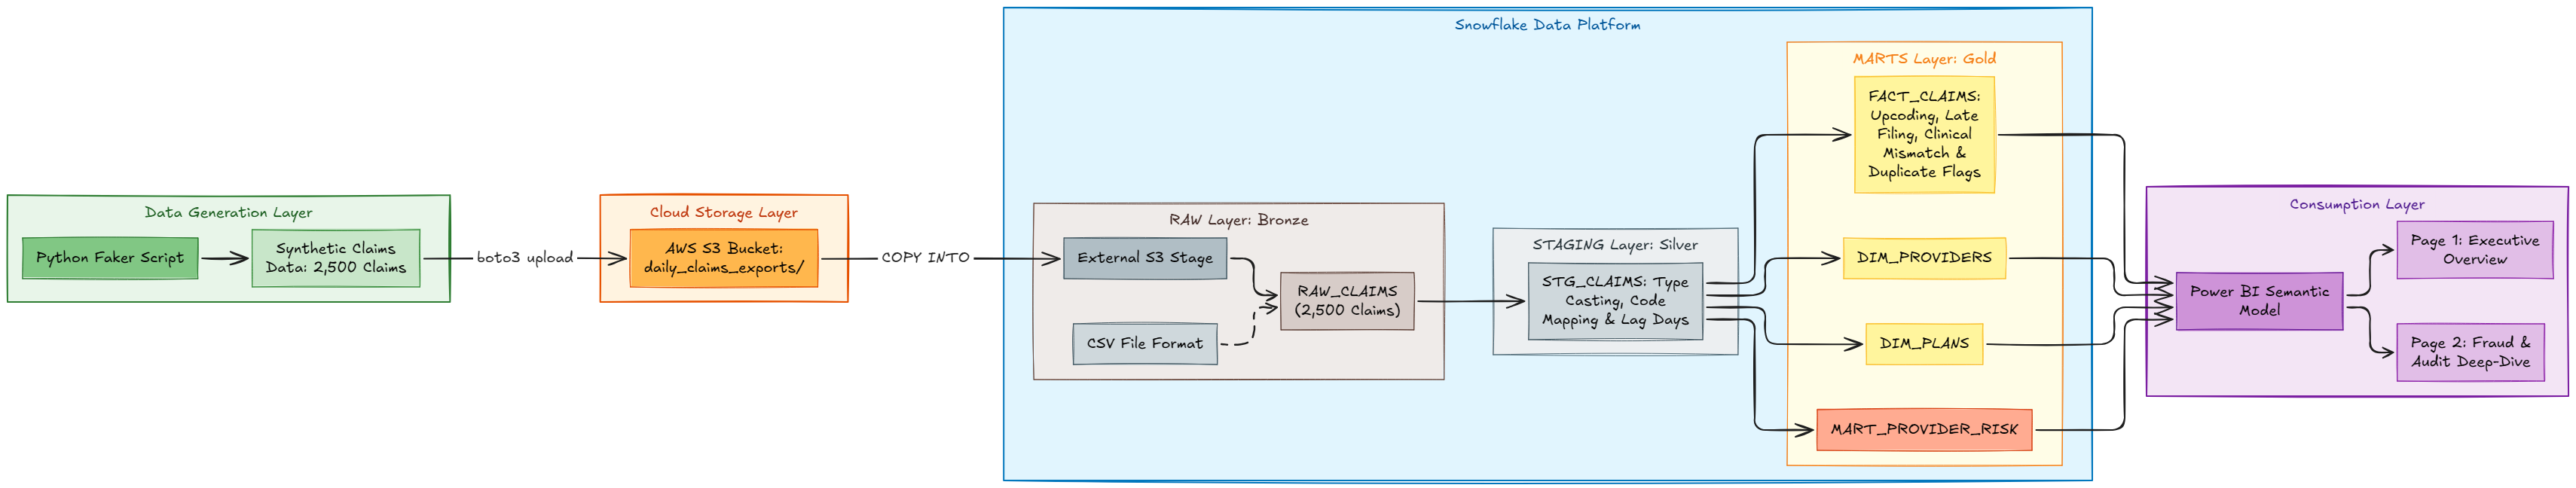 Data Generation Layer
Python Faker Script
Synthetic Claims
Data: 2,500 Claims
boto3 upload
Cloud Storage Layer
AWS S3 Bucket:
daily_claims_exports/
COPY INTO
Snowflake Data Platform
RAW Layer: Bronze
External S3 Stage
CSV File Format
RAW_CLAIMS
(2,500 Claims)
STAGING Layer: Silver
STG_CLAIMS: Type
Casting, Code
Mapping & Lag Days
MARTS Layer: Gold
FACT_CLAIMS:
Upcoding, Late
Filing, Clinical
Mismatch &
Duplicate Flags
DIM_PROVIDERS
DIM_PLANS
MART_PROVIDER_RISK
Consumption Layer
Power BI Semantic
Model
Page 1: Executive
Overview
Page 2: Fraud &
Audit Deep-Dive